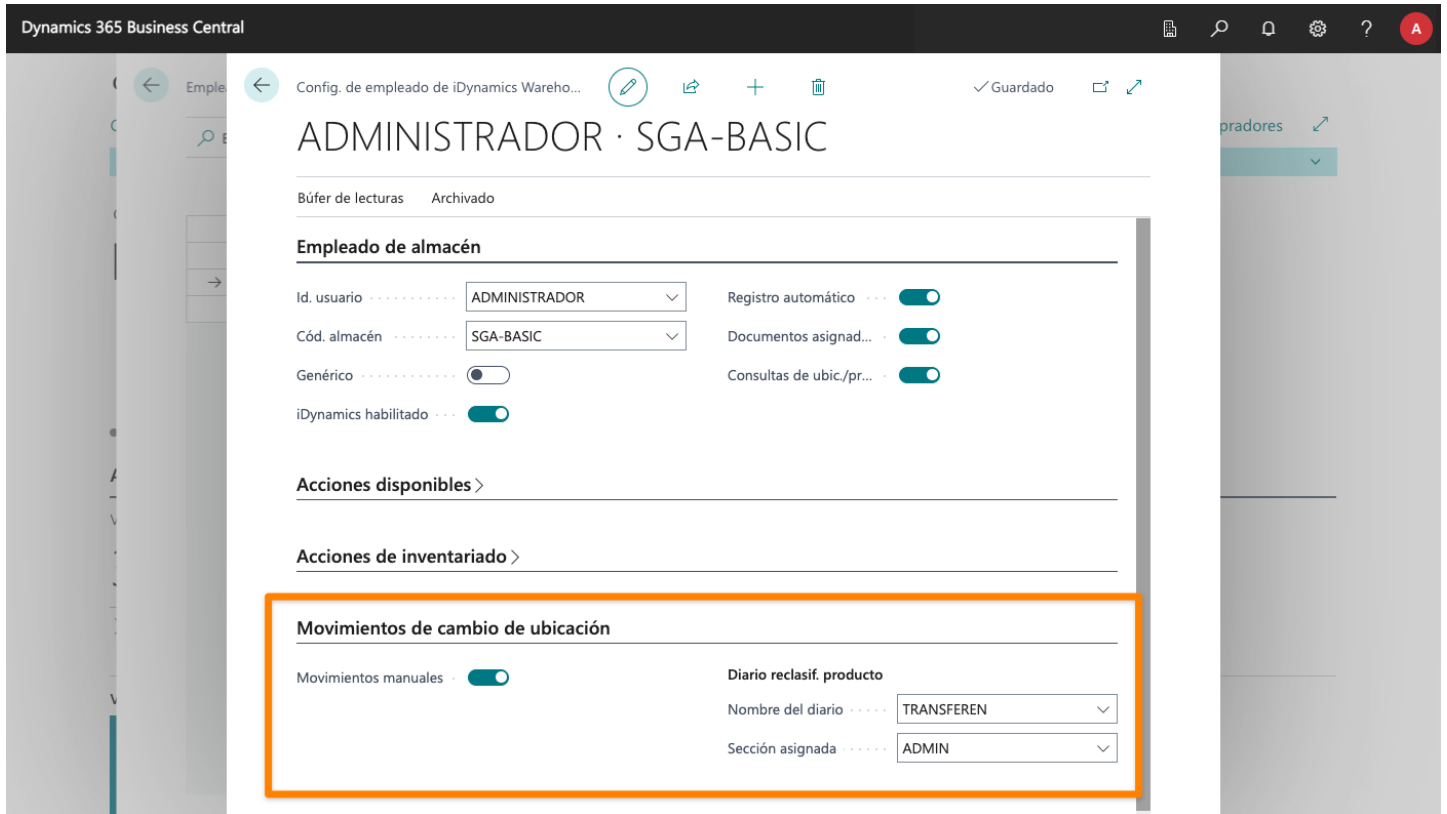 Dynamics 365 Business Central
A
Config. de empleado de iDynamics Wareho...
Guardado
ADMINISTRADOR · SGA-BASIC
pradores
Búfer de lecturas Archivado
Empleado de almacén
Id. usuario ADMINISTRADOR
Registro automático
Cód. almacén SGA-BASIC
Documentos asignad...
Genérico
Consultas de ubic./pr...
iDynamics habilitado
Acciones disponibles
Acciones de inventariado
Movimientos de cambio de ubicación
Movimientos manuales
Diario reclasif. producto
Nombre del diario TRANSFEREN
Sección asignada ADMIN